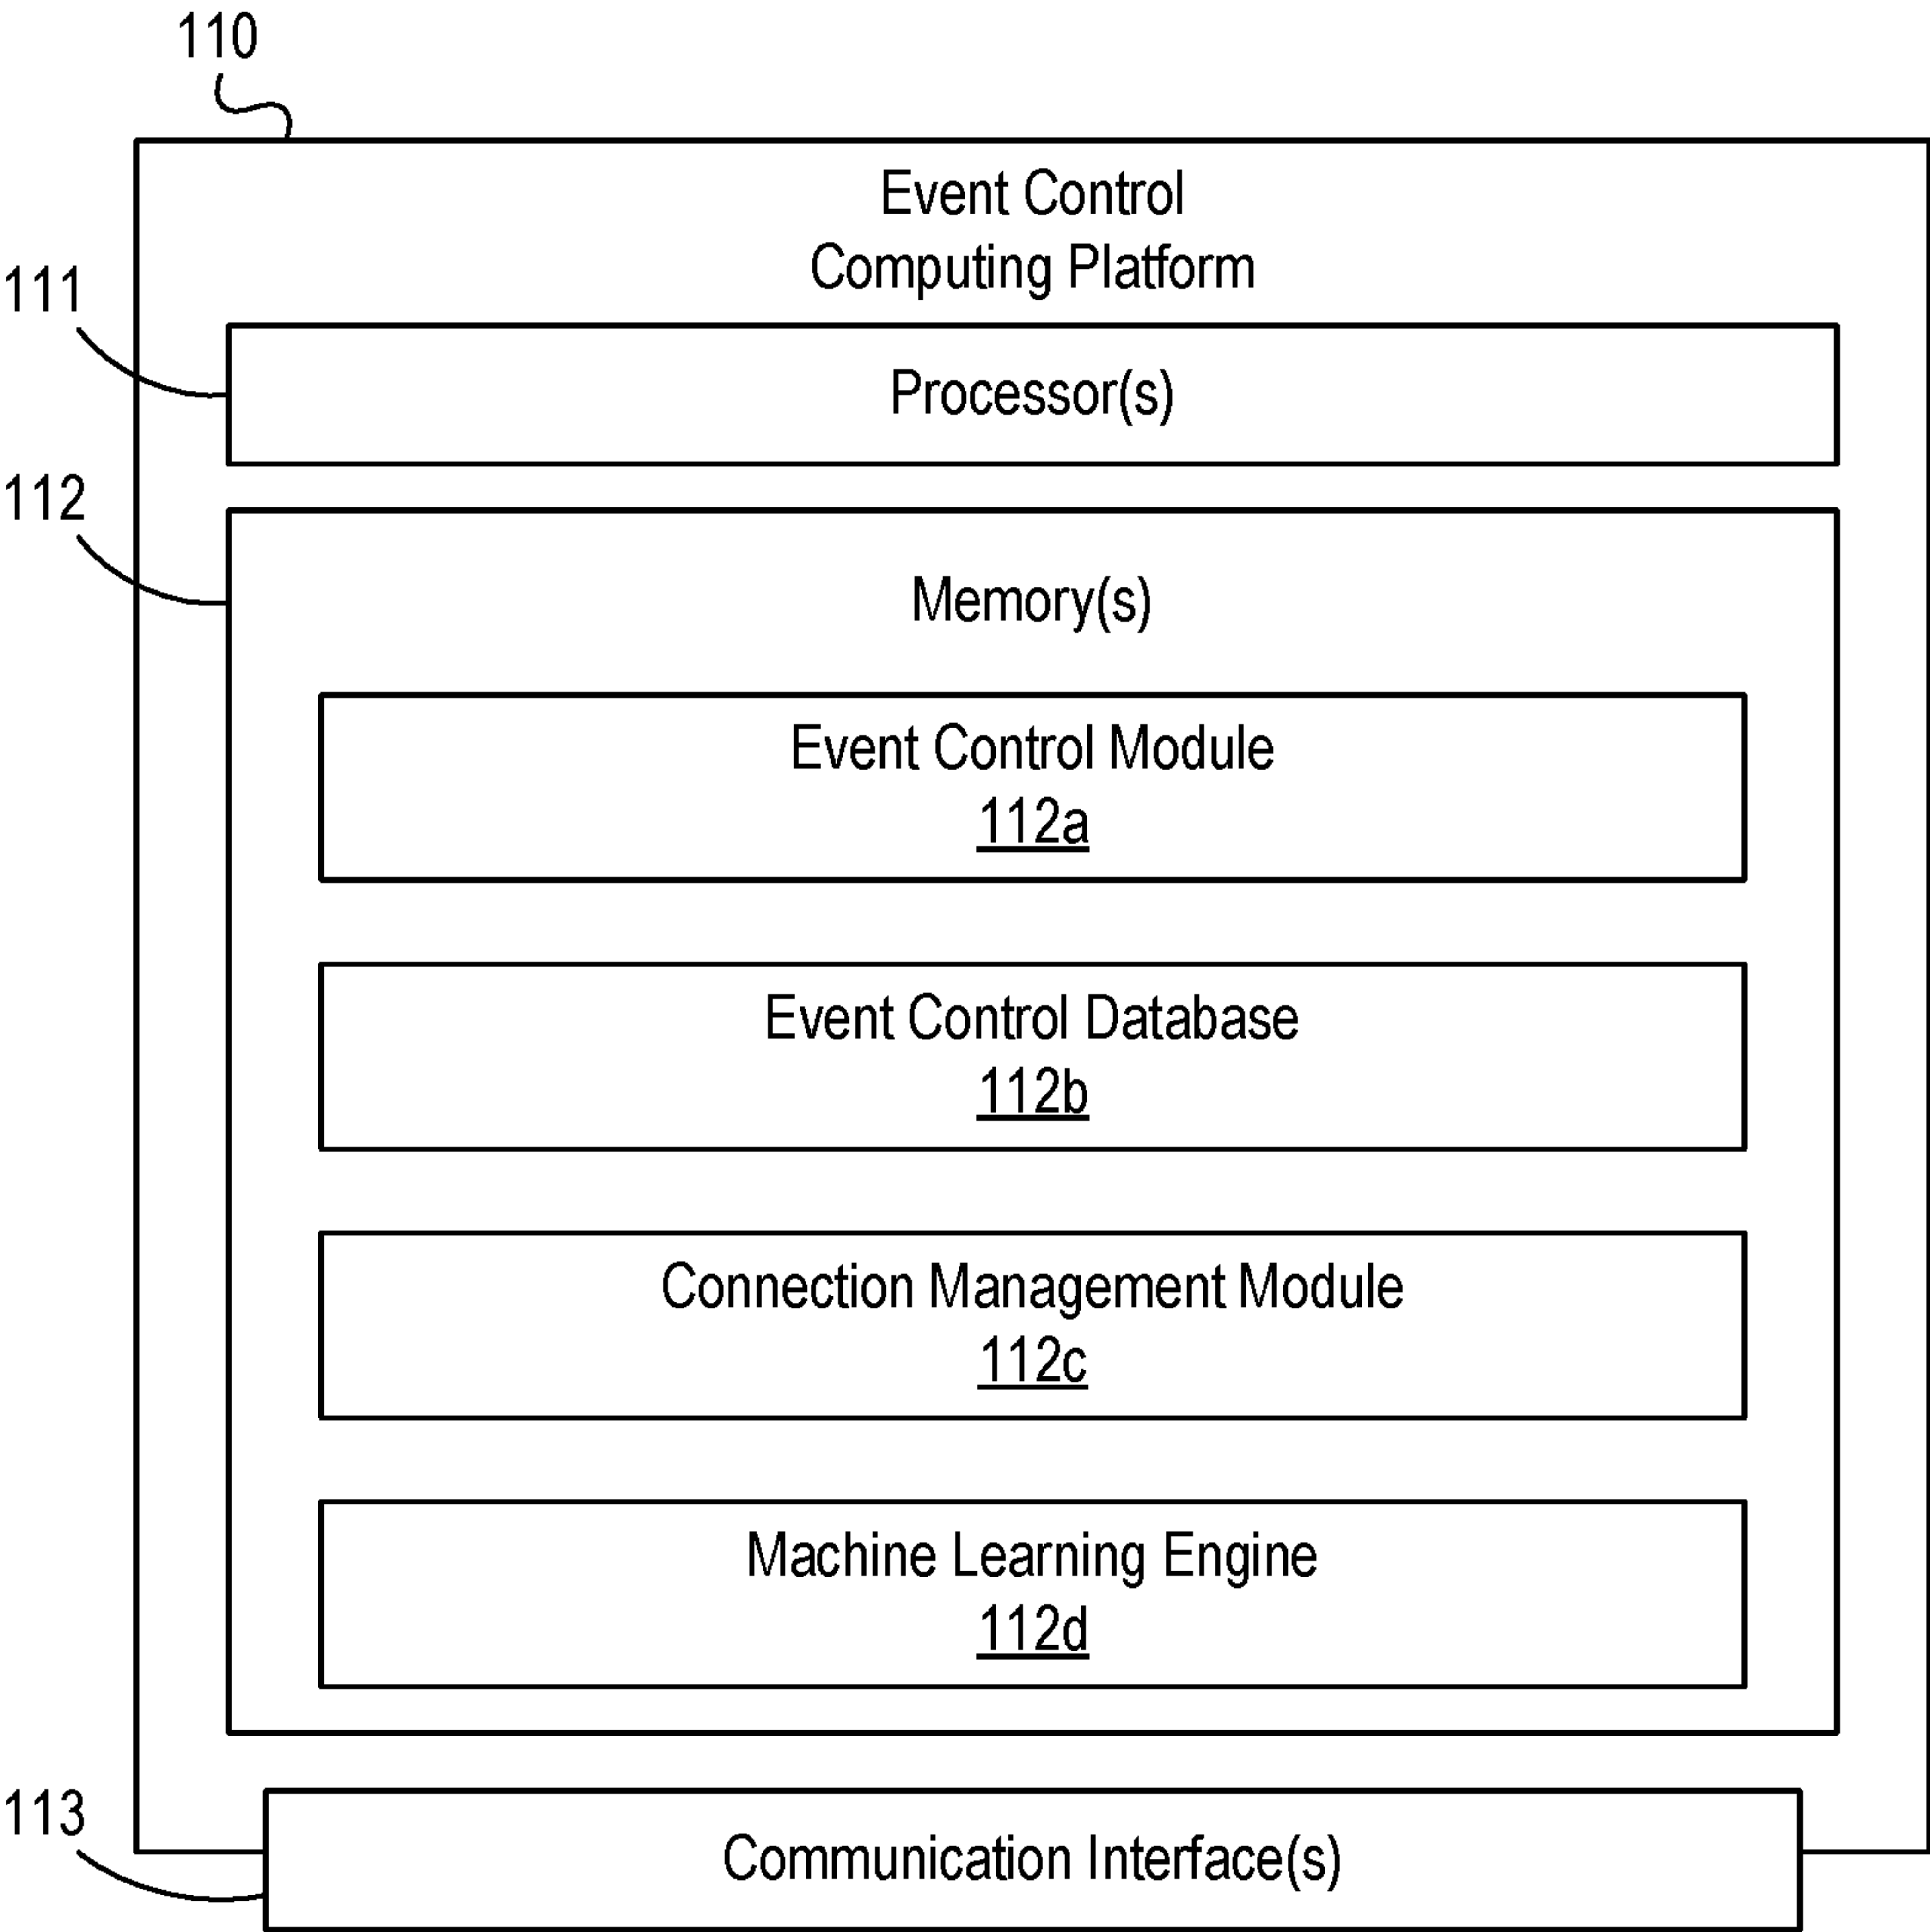 110
Event Control
Computing Platform
111
Processor(s)
112
Memory(s)
Event Control Module
112a
Event Control Database
112b
Connection Management Module
112c
Machine Learning Engine
112d
113
Communication Interface(s)